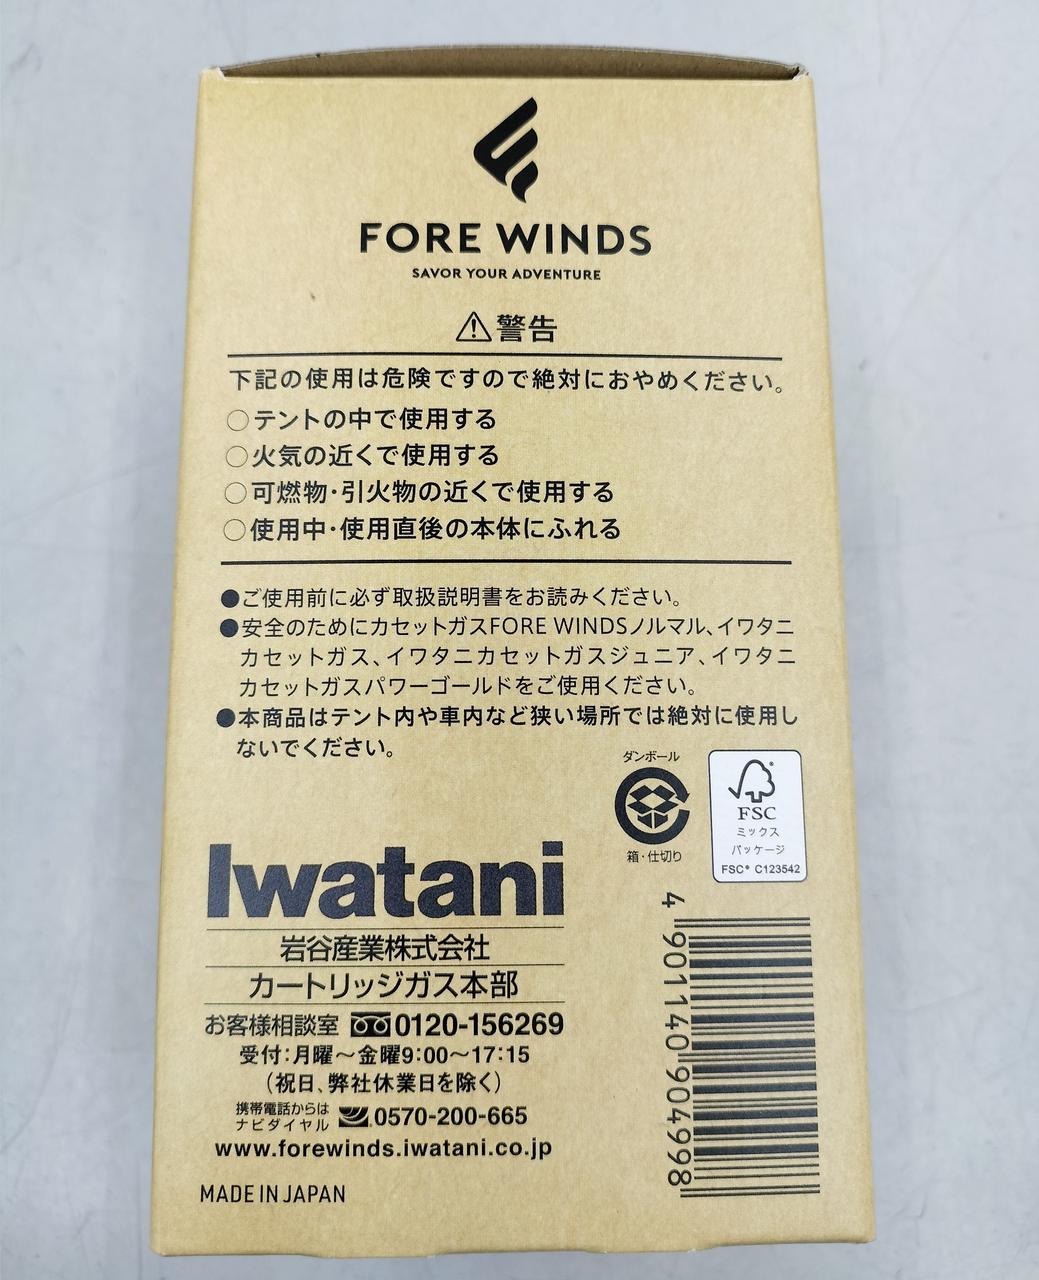 FORE WINDS
SAVOR YOUR ADVENTURE
警告
下記の使用は危険ですので絶対におやめください。
○テントの中で使用する
○火気の近くで使用する
○可燃物・引火物の近くで使用する
○使用中・使用直後の本体にふれる
●ご使用前に必ず取扱説明書をお読みください。
●安全のためにカセットガスFORE WINDSノルマル、イワタニ
カセットガス、イワタニカセットガスジュニア、イワタニ
カセットガスパワーゴールドをご使用ください。
●本商品はテント内や車内など狭い場所では絶対に使用し
ないでください。
ダンボール
箱・仕切り
FSC
ミックス
パッケージ
FSC® C123542
Iwatani
岩谷産業株式会社
カートリッジガス本部
お客様相談室 0120-156269
受付：月曜～金曜9:00～17:15
（祝日、弊社休業日を除く）
携帯電話からは
ナビダイヤル 0570-200-665
www.forewinds.iwatani.co.jp
MADE IN JAPAN
4 901140 904998